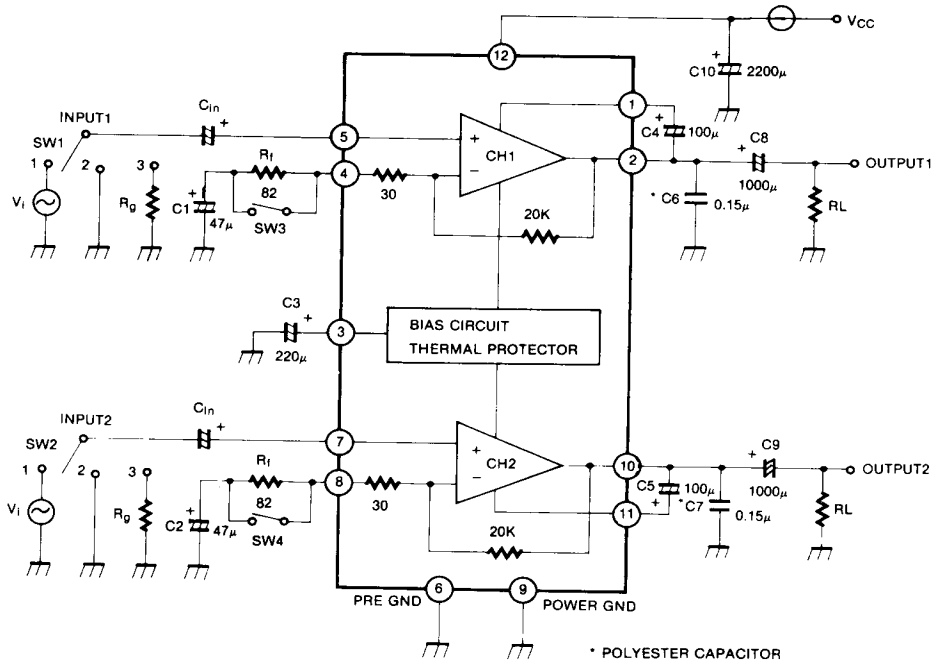 VCC
12
C10
+
2200μ
Cin
+
INPUT1
SW1
1
2
3
Vi
Rg
5
4
Rf
82
SW3
C1
+
47μ
30
+
−
CH1
20K
1
2
C4
+
100μ
* C6
0.15μ
C8
+
1000μ
RL
OUTPUT1
C3
+
220μ
3
BIAS CIRCUIT
THERMAL PROTECTOR
Cin
+
INPUT2
SW2
1
2
3
Vi
Rg
7
8
Rf
82
SW4
C2
+
47μ
30
+
−
CH2
20K
10
11
C5
+
100μ
*C7
0.15μ
C9
+
1000μ
RL
OUTPUT2
PRE GND
6
9
POWER GND
* POLYESTER CAPACITOR